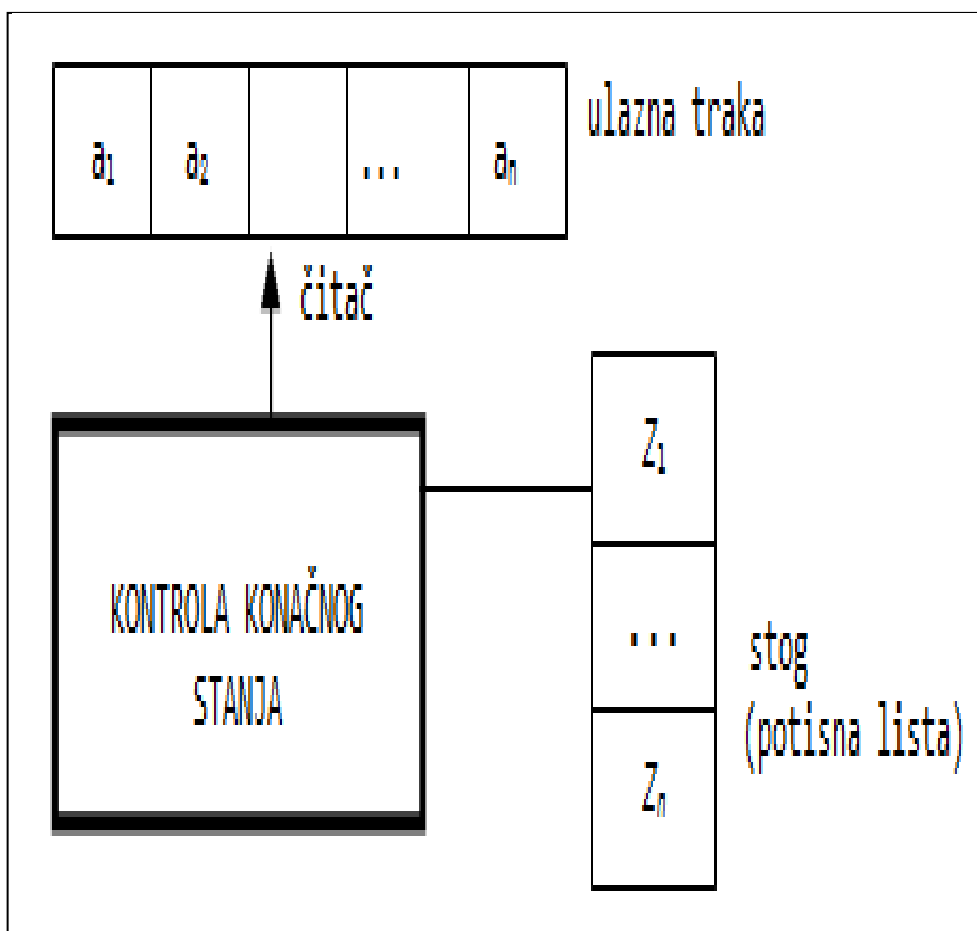 a₁ a₂ ... aₙ
ulazna traka
čitač
KONTROLA KONAČNOG
STANJA
Z₁
...
Zₙ
stog
(potisna lista)